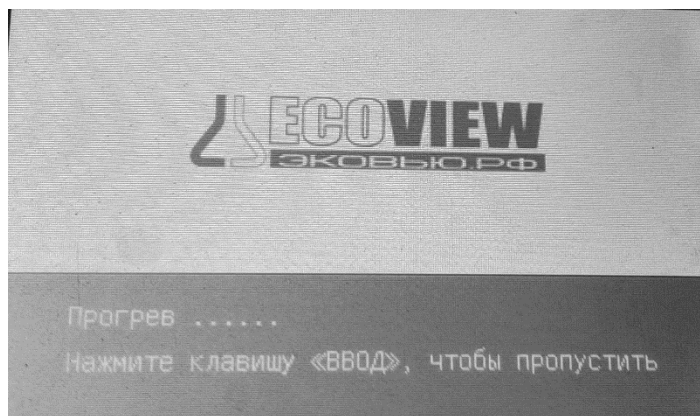 ECOVIEW
ЭКОВЬЮ.РФ
Прогрев ......
Нажмите клавишу «ВВОД», чтобы пропустить